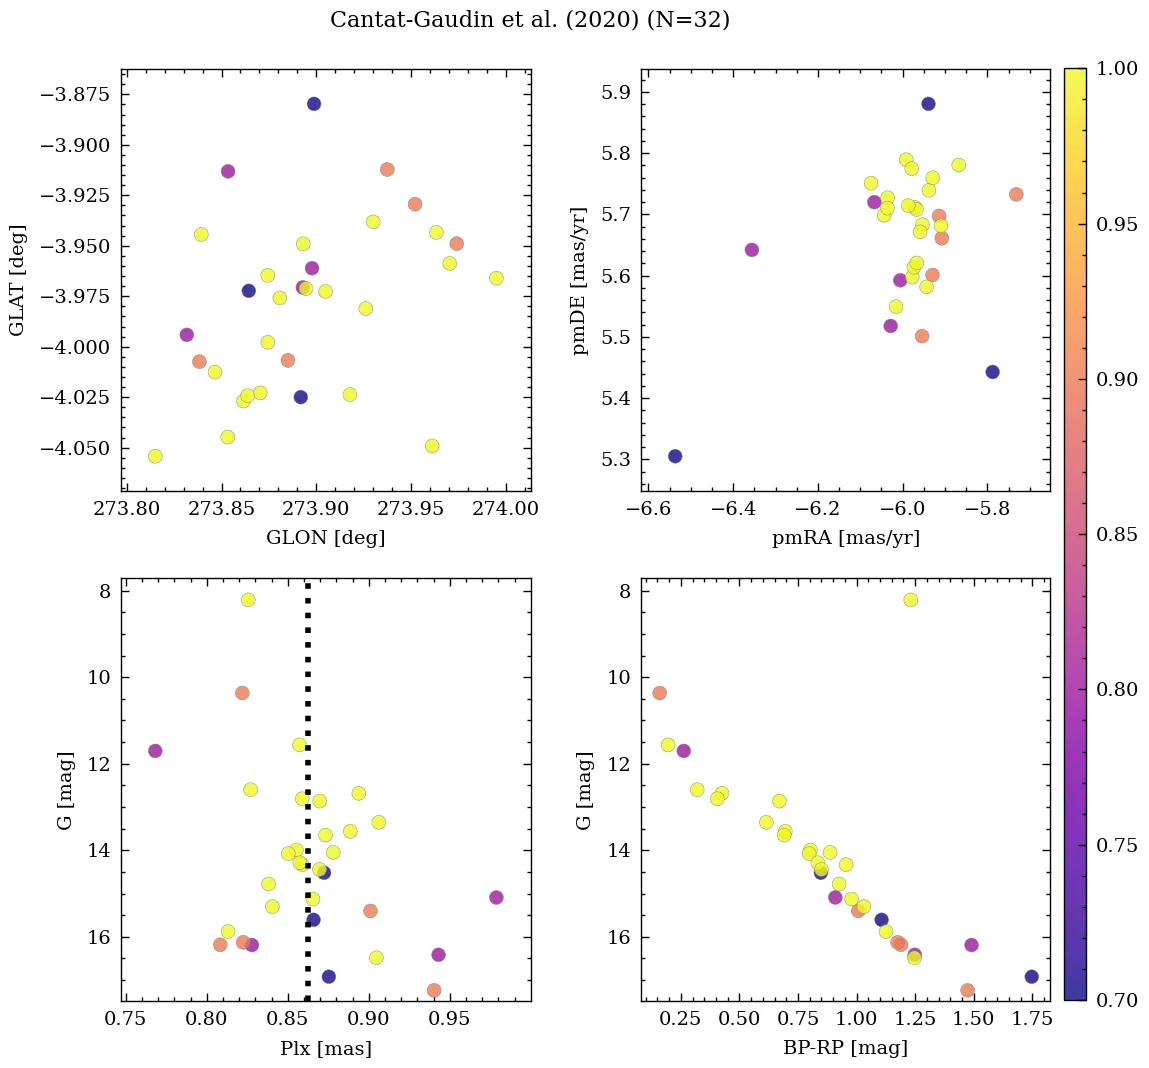 Cantat-Gaudin et al. (2020) (N=32)
−3.875
−3.900
−3.925
−3.950
−3.975
−4.000
−4.025
−4.050
GLAT [deg]
273.80 273.85 273.90 273.95 274.00
GLON [deg]
5.9
5.8
5.7
5.6
5.5
5.4
5.3
pmDE [mas/yr]
−6.6 −6.4 −6.2 −6.0 −5.8
pmRA [mas/yr]
8
10
12
14
16
G [mag]
0.75 0.80 0.85 0.90 0.95
Plx [mas]
8
10
12
14
16
G [mag]
0.25 0.50 0.75 1.00 1.25 1.50 1.75
BP-RP [mag]
1.00
0.95
0.90
0.85
0.80
0.75
0.70